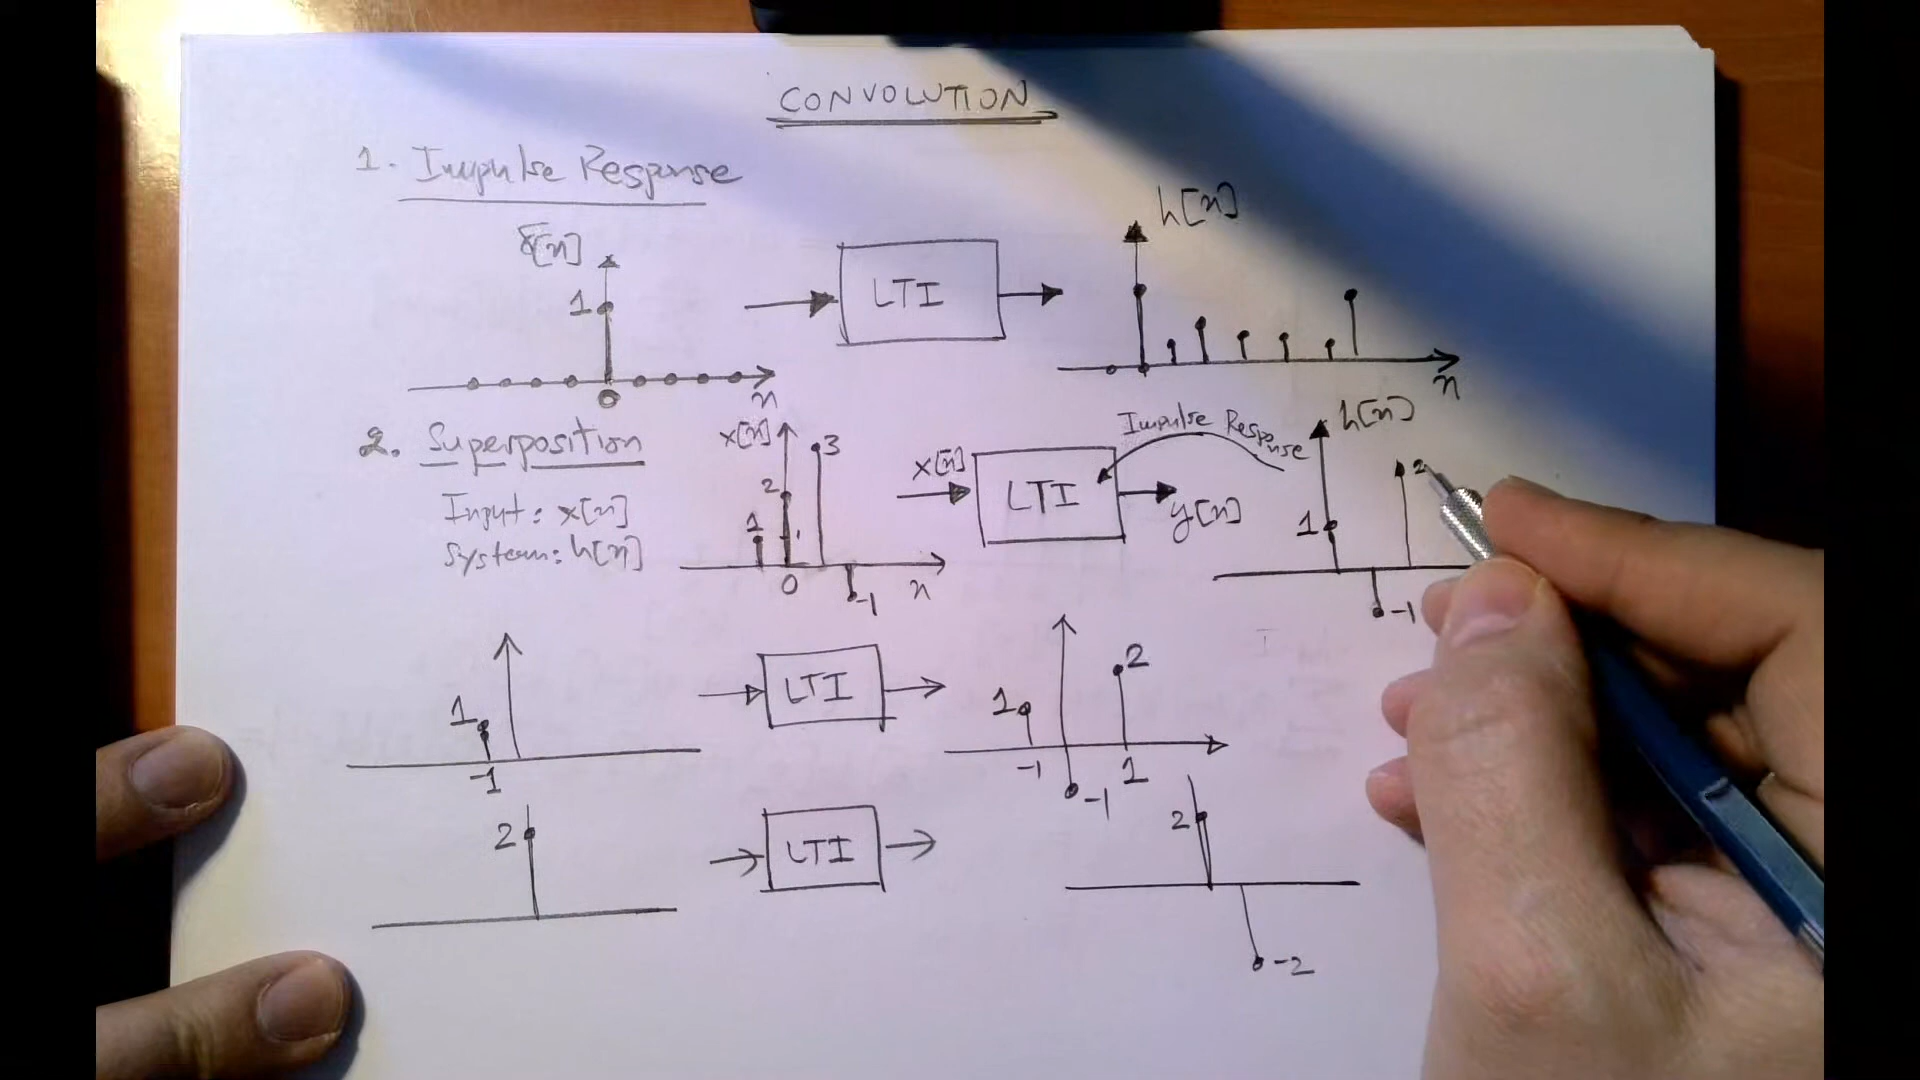 CONVOLUTION
1. Impulse Response
δ[n]
1
0
n
LTI
h[n]
n
2. Superposition
Input: x[n]
System: h[n]
x[n]
3
2
1
0
-1
n
x[n]
LTI
y[n]
Impulse Response
h[n]
1
2
-1
1
-1
LTI
1
2
-1
-1
1
2
LTI
2
-2